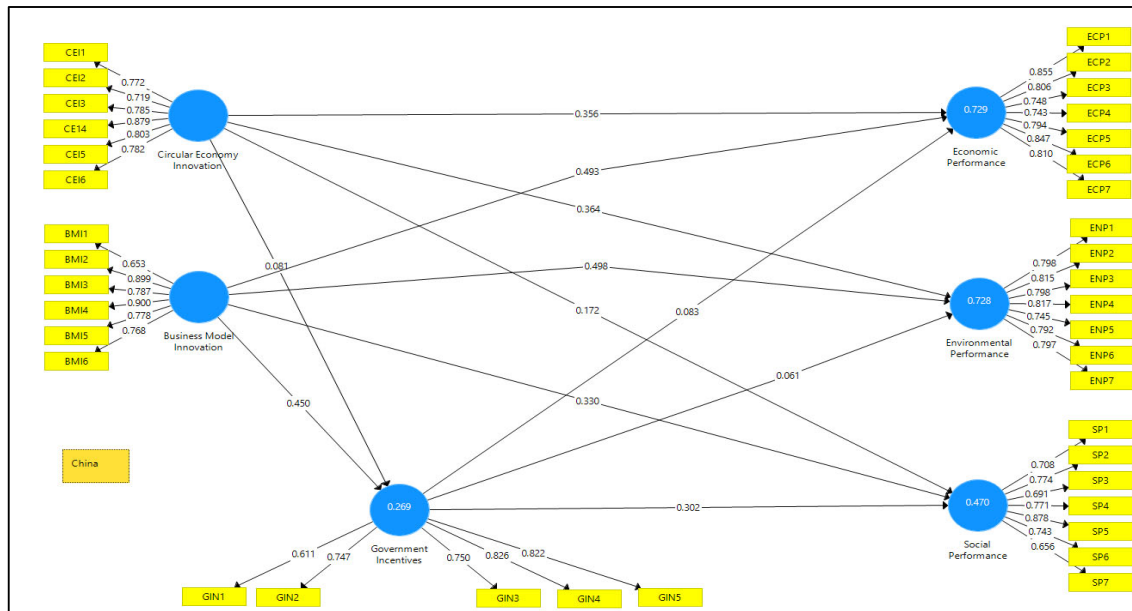 CEI1
CEI2
CEI3
CE14
CEI5
CEI6
0.772
0.719
0.785
0.879
0.803
0.782
Circular Economy
Innovation
BMI1
BMI2
BMI3
BMI4
BMI5
BMI6
0.653
0.899
0.787
0.900
0.778
0.768
Business Model
Innovation
0.356
0.493
0.364
0.081
0.498
0.172
0.083
0.061
0.330
0.450
0.302
China
0.269
Government
Incentives
0.611
0.747
0.750
0.826
0.822
GIN1
GIN2
GIN3
GIN4
GIN5
0.729
Economic
Performance
0.855
0.806
0.748
0.743
0.794
0.847
0.810
ECP1
ECP2
ECP3
ECP4
ECP5
ECP6
ECP7
0.728
Environmental
Performance
0.798
0.815
0.798
0.817
0.745
0.792
0.797
ENP1
ENP2
ENP3
ENP4
ENP5
ENP6
ENP7
0.470
Social
Performance
0.708
0.774
0.691
0.771
0.878
0.743
0.656
SP1
SP2
SP3
SP4
SP5
SP6
SP7